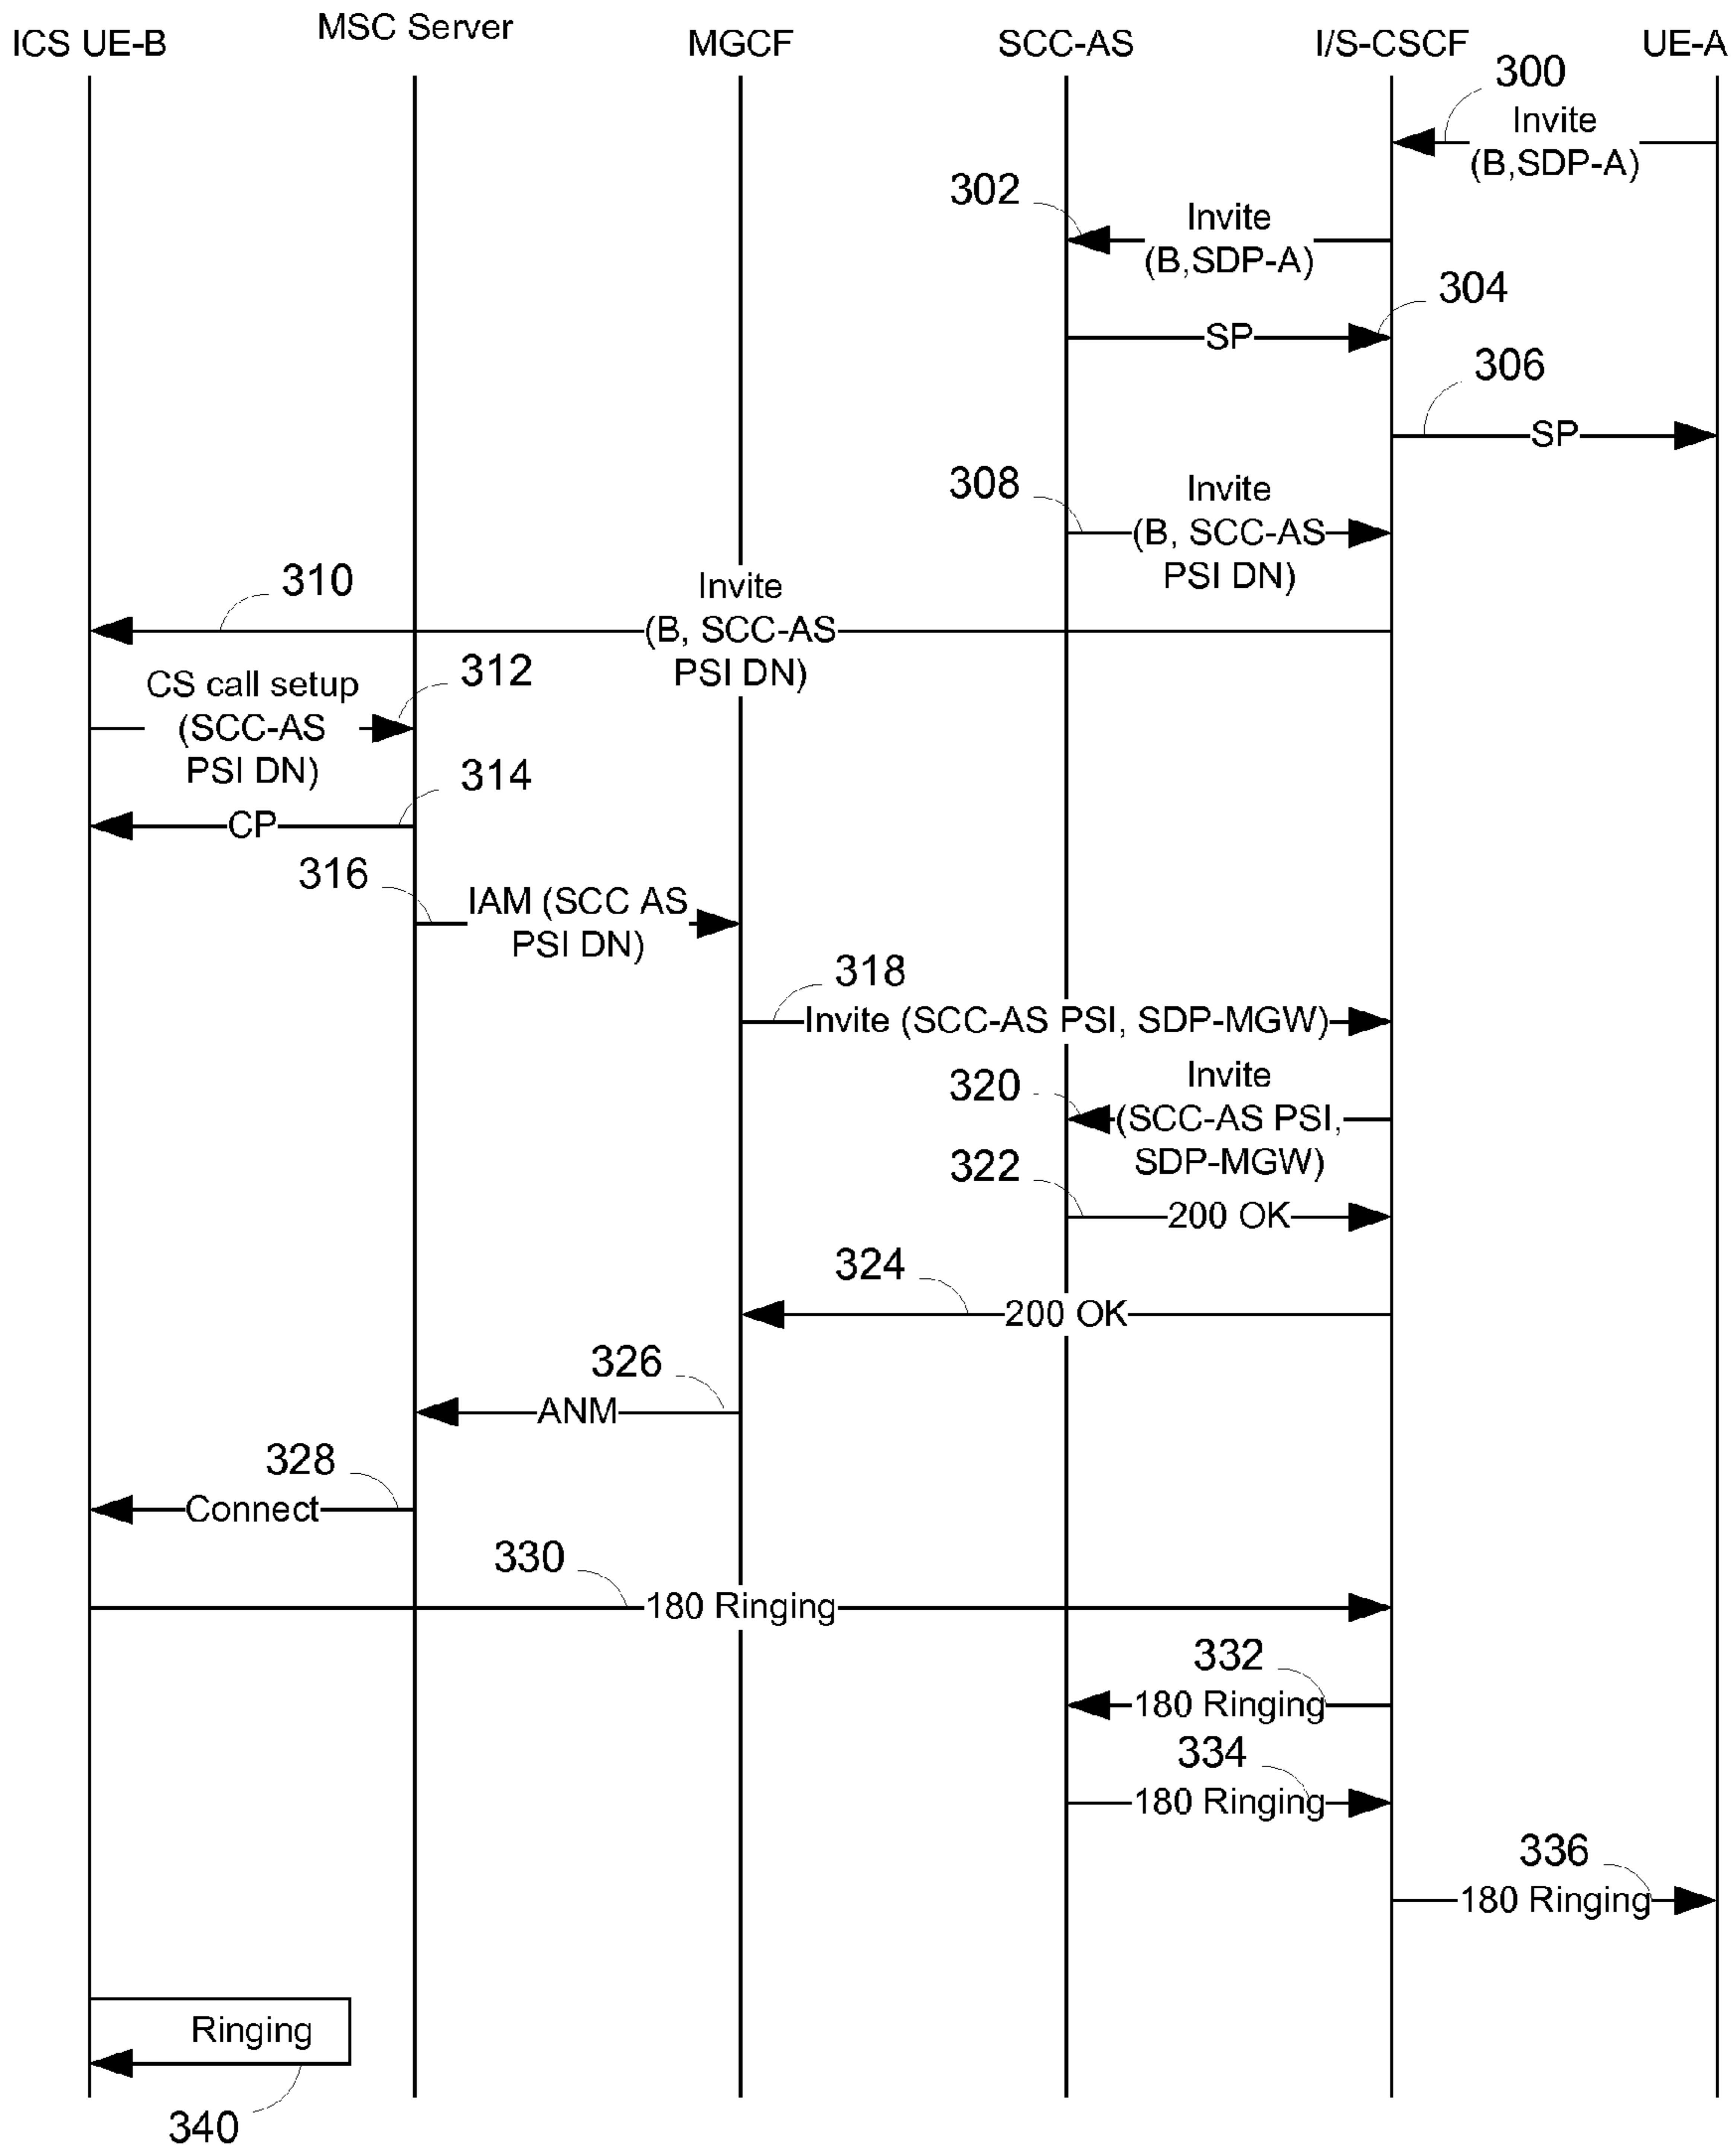 ICS UE-B
MSC Server
MGCF
SCC-AS
I/S-CSCF
UE-A
300
Invite
(B,SDP-A)
302
Invite
(B,SDP-A)
304
SP
306
SP
308
Invite
(B, SCC-AS
PSI DN)
310
Invite
(B, SCC-AS
PSI DN)
312
CS call setup
(SCC-AS
PSI DN)
314
CP
316
IAM (SCC AS
PSI DN)
318
Invite (SCC-AS PSI, SDP-MGW)
320
Invite
(SCC-AS PSI,
SDP-MGW)
322
200 OK
324
200 OK
326
ANM
328
Connect
330
180 Ringing
332
180 Ringing
334
180 Ringing
336
180 Ringing
Ringing
340